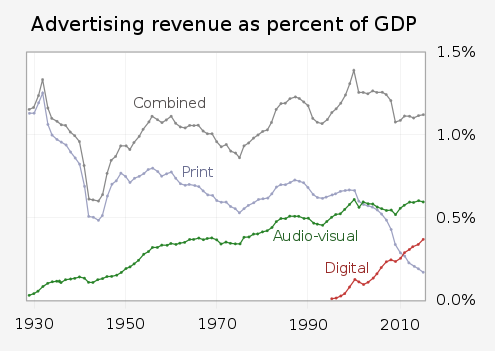 Advertising revenue as percent of GDP
1.5%
Combined
1.0%
Print
0.5%
Audio-visual
Digital
0.0%
1930 1950 1970 1990 2010